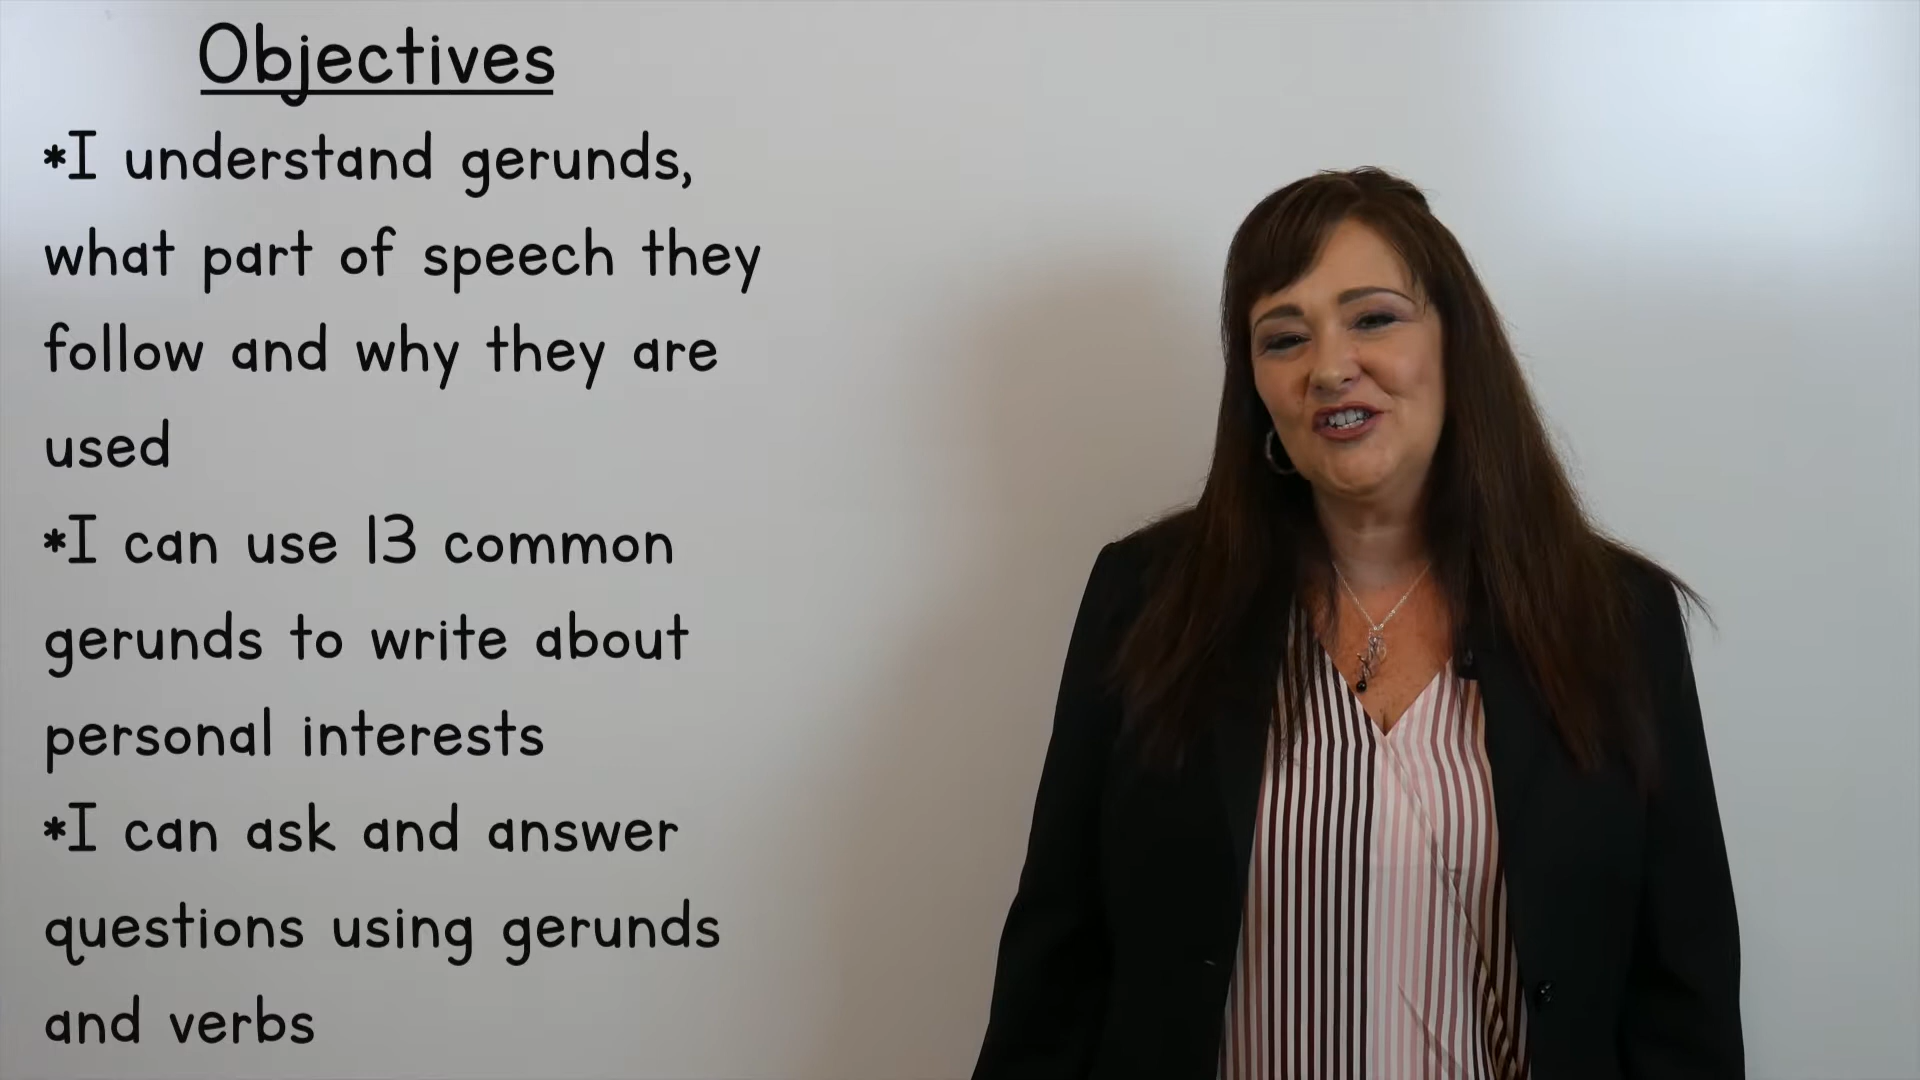 Objectives
*I understand gerunds,
what part of speech they
follow and why they are
used
*I can use 13 common
gerunds to write about
personal interests
*I can ask and answer
questions using gerunds
and verbs